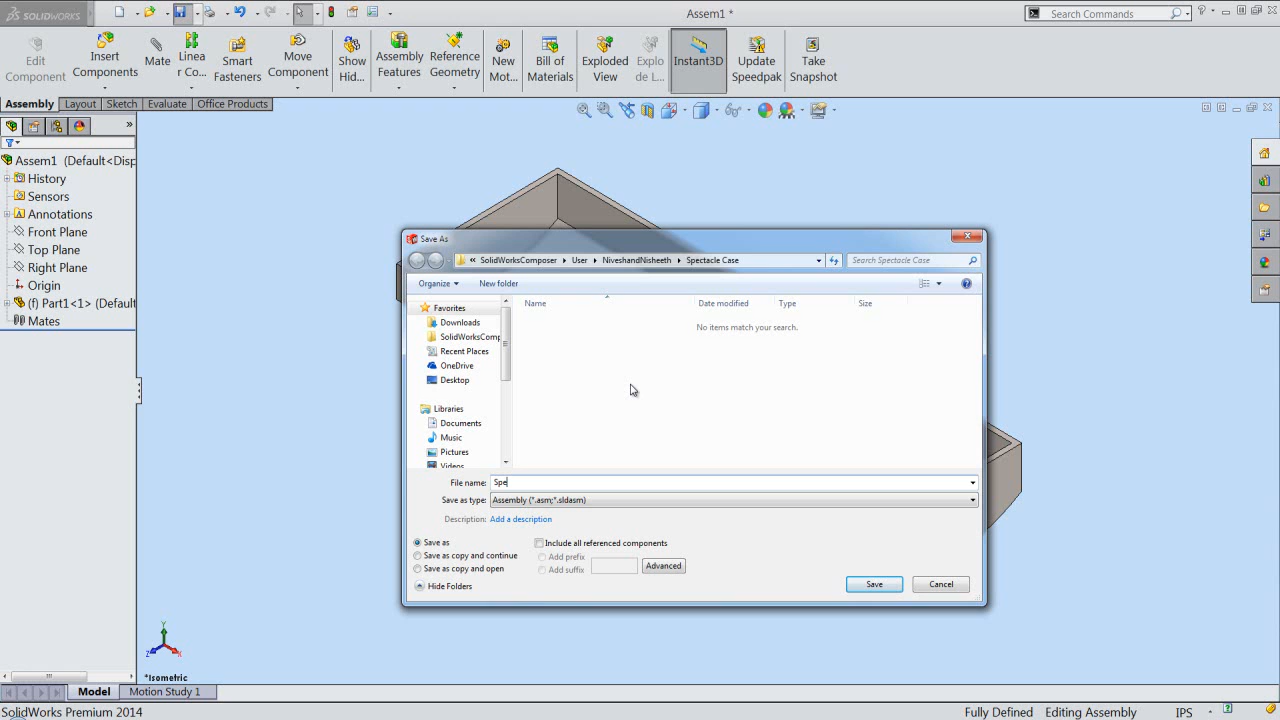 SOLIDWORKS
Assem1 *
Search Commands
Edit Component
Insert Components
Mate
Linea r Co...
Smart Fasteners
Move Component
Show Hid...
Assembly Features
Reference Geometry
New Mot...
Bill of Materials
Exploded View
Explo de L...
Instant3D
Update Speedpak
Take Snapshot
Assembly Layout Sketch Evaluate Office Products
Assem1 (Default<Disp
History
Sensors
Annotations
Front Plane
Top Plane
Right Plane
Origin
(f) Part1<1> (Defaul
Mates
Save As
« SolidWorksComposer User NiveshandNisheeth Spectacle Case
Search Spectacle Case
Organize New folder
Name Date modified Type Size
No items match your search.
Favorites
Downloads
SolidWorksComp
Recent Places
OneDrive
Desktop
Libraries
Documents
Music
Pictures
Videos
File name: Spe
Save as type: Assembly (*.asm;*.sldasm)
Description: Add a description
Save as
Save as copy and continue
Save as copy and open
Include all referenced components
Add prefix
Add suffix
Advanced
Hide Folders
Save Cancel
Y
Z X
*Isometric
Model Motion Study 1
SolidWorks Premium 2014
Fully Defined Editing Assembly IPS